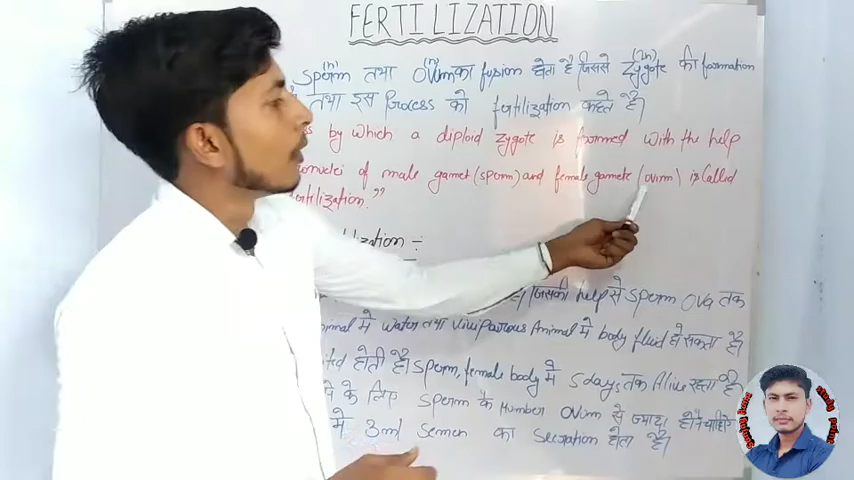 FERTILIZATION
(n) (n) (2n)
sperm तथा ovum का fusion होता है जिससे zygote की formation
तथा इस Process को fertilization कहते है
by which a diploid zygote is formed with the help
pronuclei of male gamet (sperm) and female gamete (ovum) is Called
fertilization."
जिसकी help से sperm ova तक
Animal मे water तथा viviparous Animal मे body fluid हो सकता है
होती है। sperm, female body में 5 days तक Alive रहता है
के लिए sperm के number ovum से ज्यादा होने चाहिए
में 3ml semen का secretion होता है।